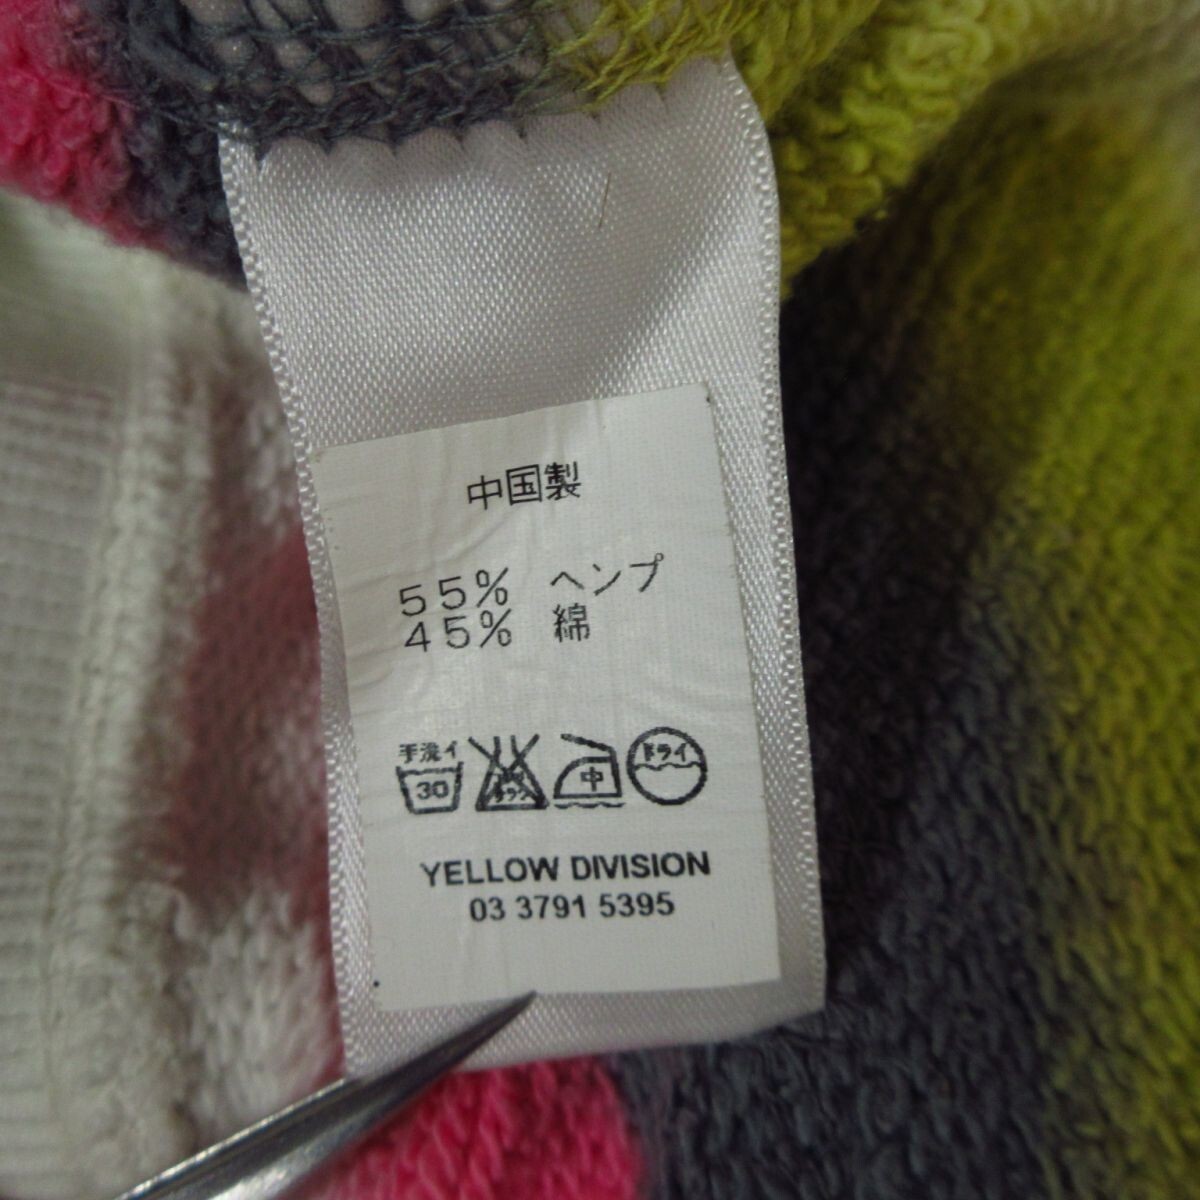 中国製
55% ヘンプ
45% 綿
手洗イ 中 ドライ
30
YELLOW DIVISION
03 3791 5395